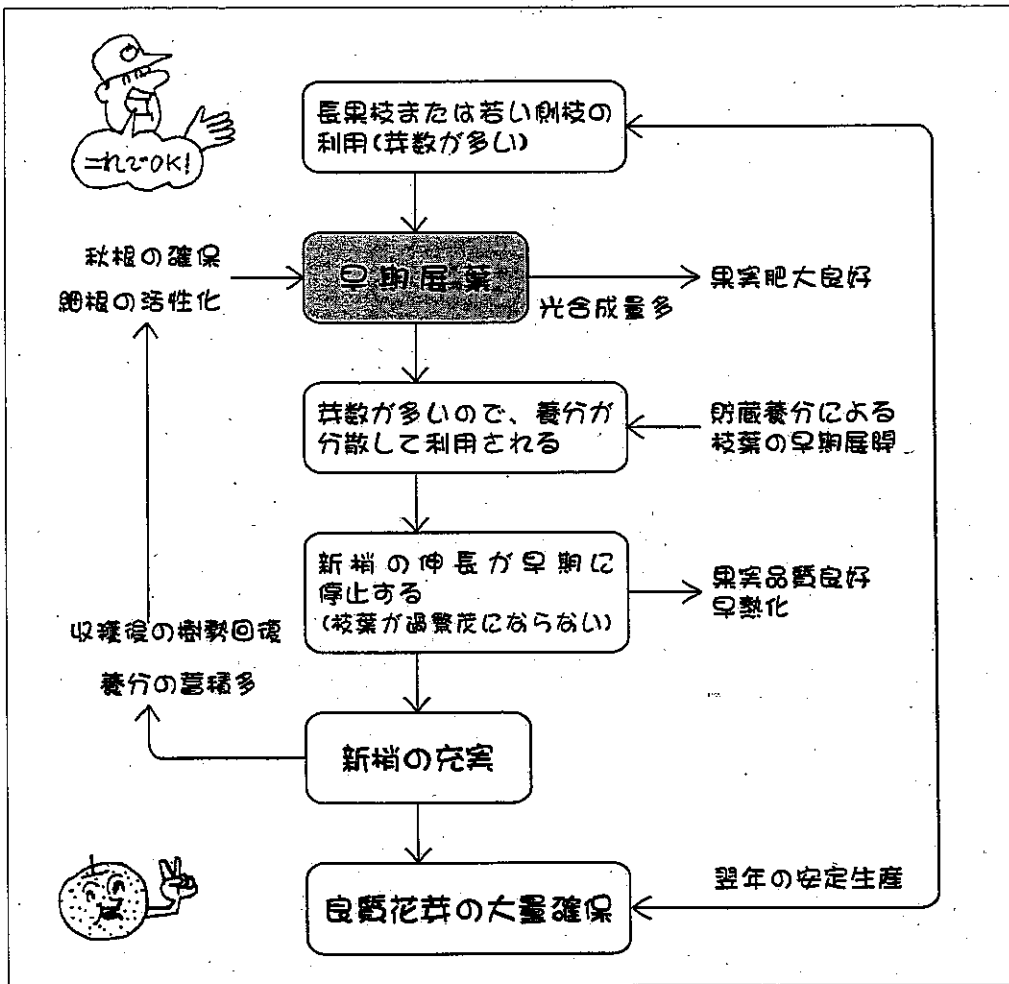 これでOK!
長果枝または若い側枝の
利用(芽数が多い)
秋根の確保
細根の活性化
早期展葉
光合成量多
果実肥大良好
芽数が多いので、養分が
分散して利用される
貯蔵養分による
枝葉の早期展開
新梢の伸長が早期に
停止する
(枝葉が過繁茂にならない)
果実品質良好
早熟化
収穫後の樹勢回復
養分の蓄積多
新梢の充実
翌年の安定生産
良質花芽の大量確保